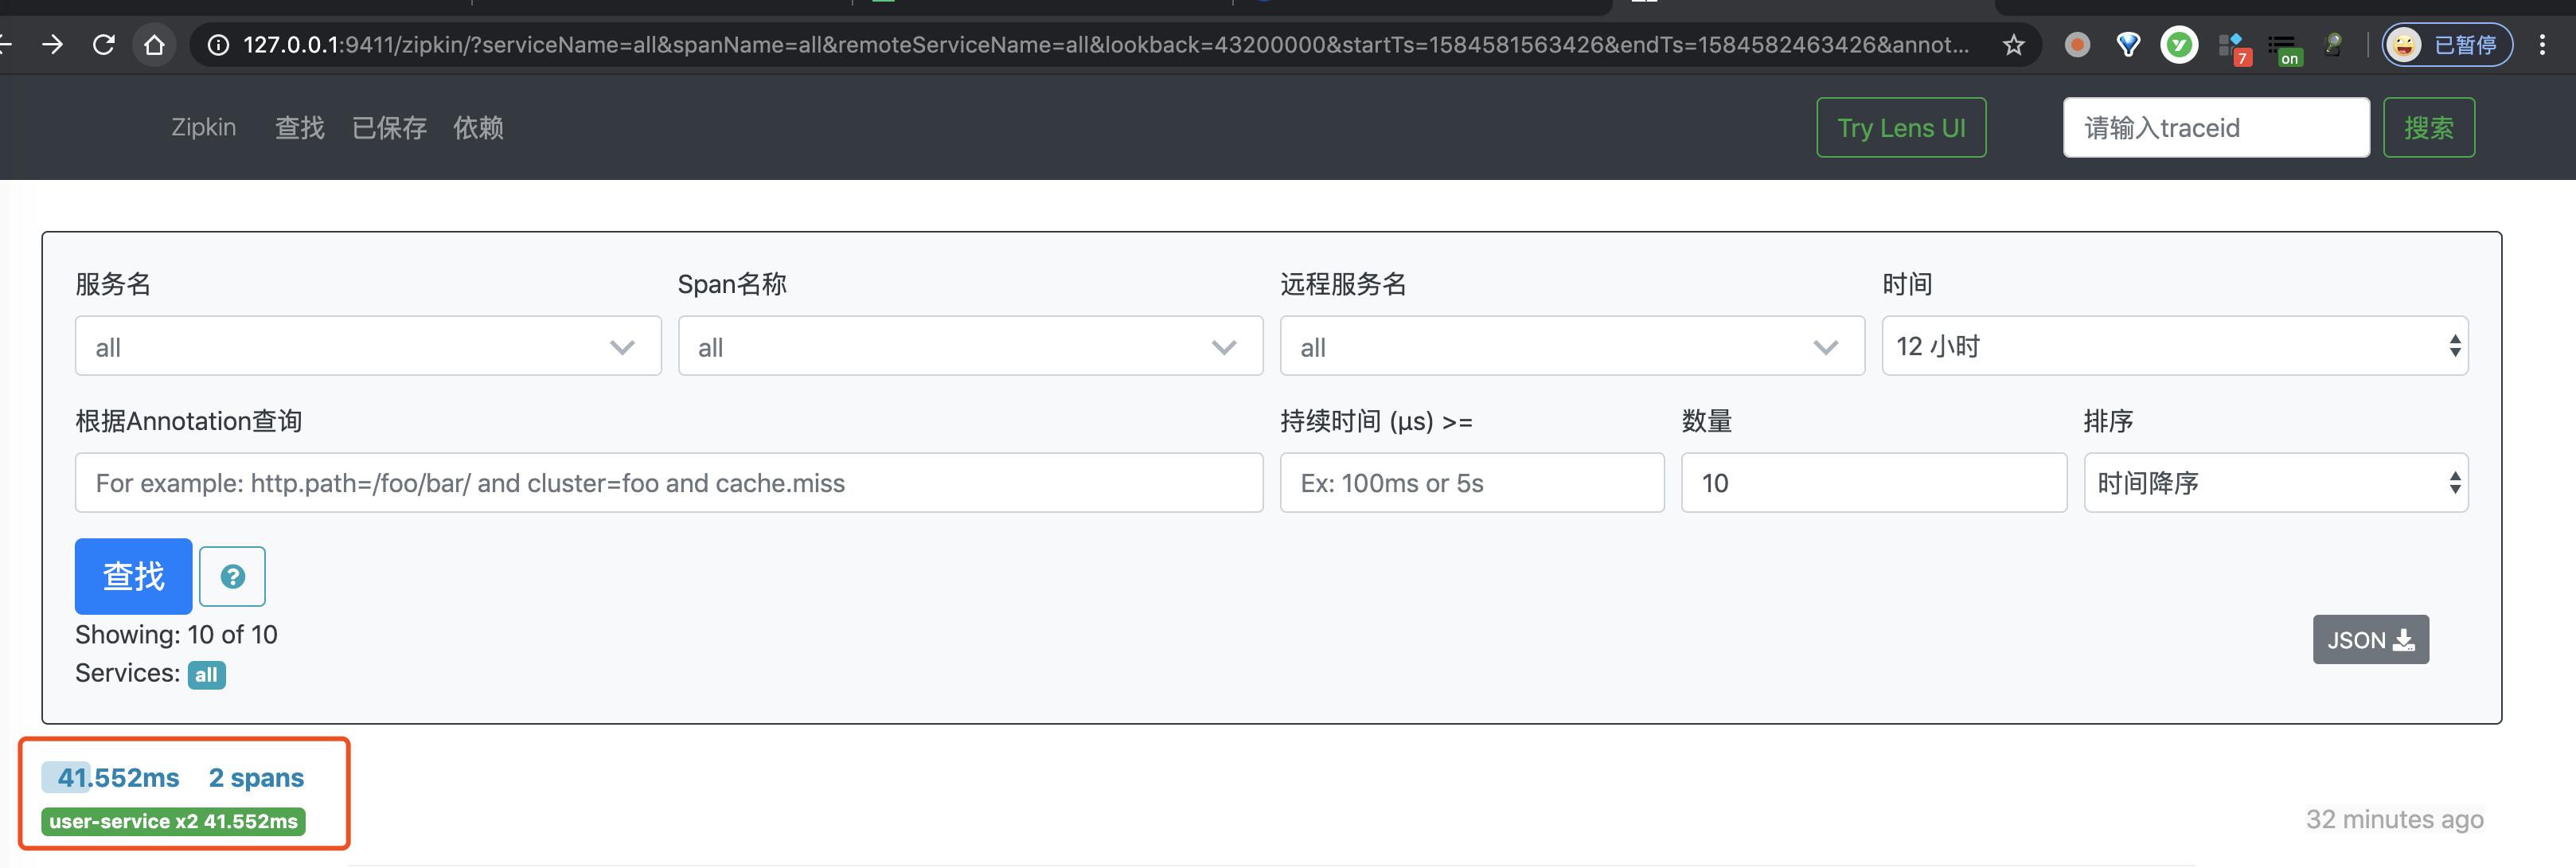 127.0.0.1:9411/zipkin/?serviceName=all&spanName=all&remoteServiceName=all&lookback=43200000&startTs=1584581563426&endTs=1584582463426&annot...
7
on
已暂停
Zipkin 查找 已保存 依赖
Try Lens UI
请输入traceid
搜索
服务名 Span名称 远程服务名 时间
all all all 12 小时
根据Annotation查询 持续时间 (μs) >= 数量 排序
For example: http.path=/foo/bar/ and cluster=foo and cache.miss Ex: 100ms or 5s 10 时间降序
查找 ?
Showing: 10 of 10
JSON
Services: all
41.552ms 2 spans
user-service x2 41.552ms
32 minutes ago